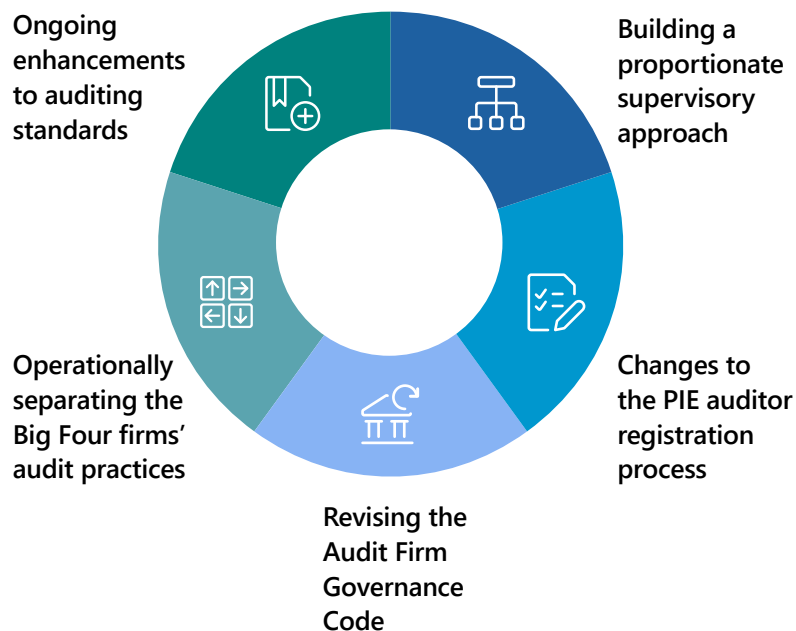 Ongoing
enhancements
to auditing
standards
Building a
proportionate
supervisory
approach
Operationally
separating the
Big Four firms’
audit practices
Changes to
the PIE auditor
registration
process
Revising the
Audit Firm
Governance
Code